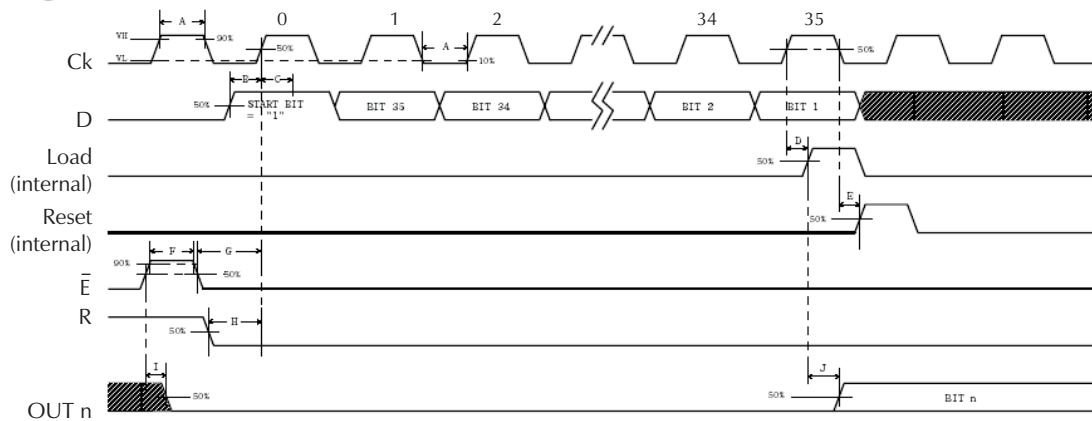 0 1 2 34 35
A
VH 90%
50% A 50%
Ck VL 10%
B C
50% START BIT BIT 35 BIT 34 BIT 2 BIT 1
D = "1"
D
Load 50%
(internal)
E
Reset 50%
(internal)
F G
90%
Ē 50%
R
H
50%
I J
50% 50%
OUT n BIT n